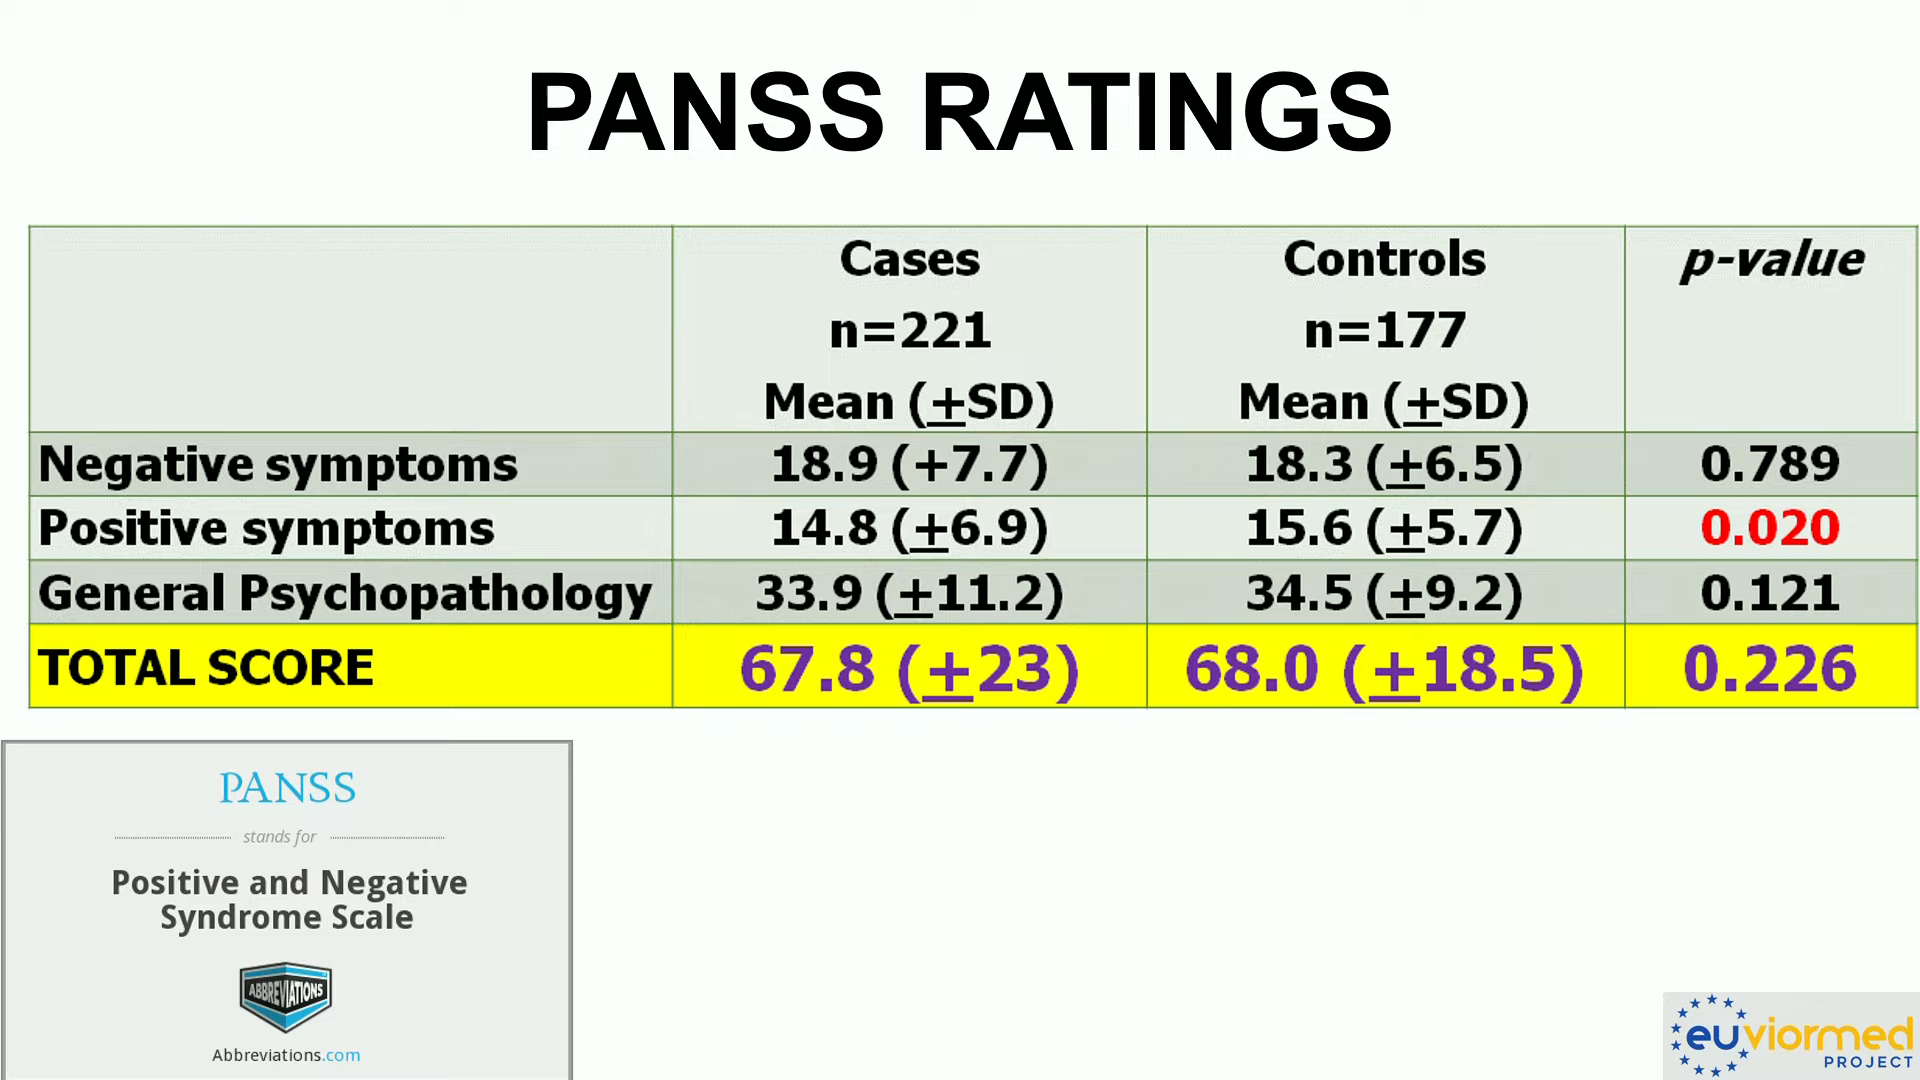 PANSS RATINGS
Cases Controls p-value
n=221 n=177
Mean (±SD) Mean (±SD)
Negative symptoms 18.9 (+7.7) 18.3 (±6.5) 0.789
Positive symptoms 14.8 (±6.9) 15.6 (±5.7) 0.020
General Psychopathology 33.9 (±11.2) 34.5 (±9.2) 0.121
TOTAL SCORE 67.8 (±23) 68.0 (±18.5) 0.226
PANSS
stands for
Positive and Negative
Syndrome Scale
ABBREVIATIONS
Abbreviations.com
euviormed
PROJECT